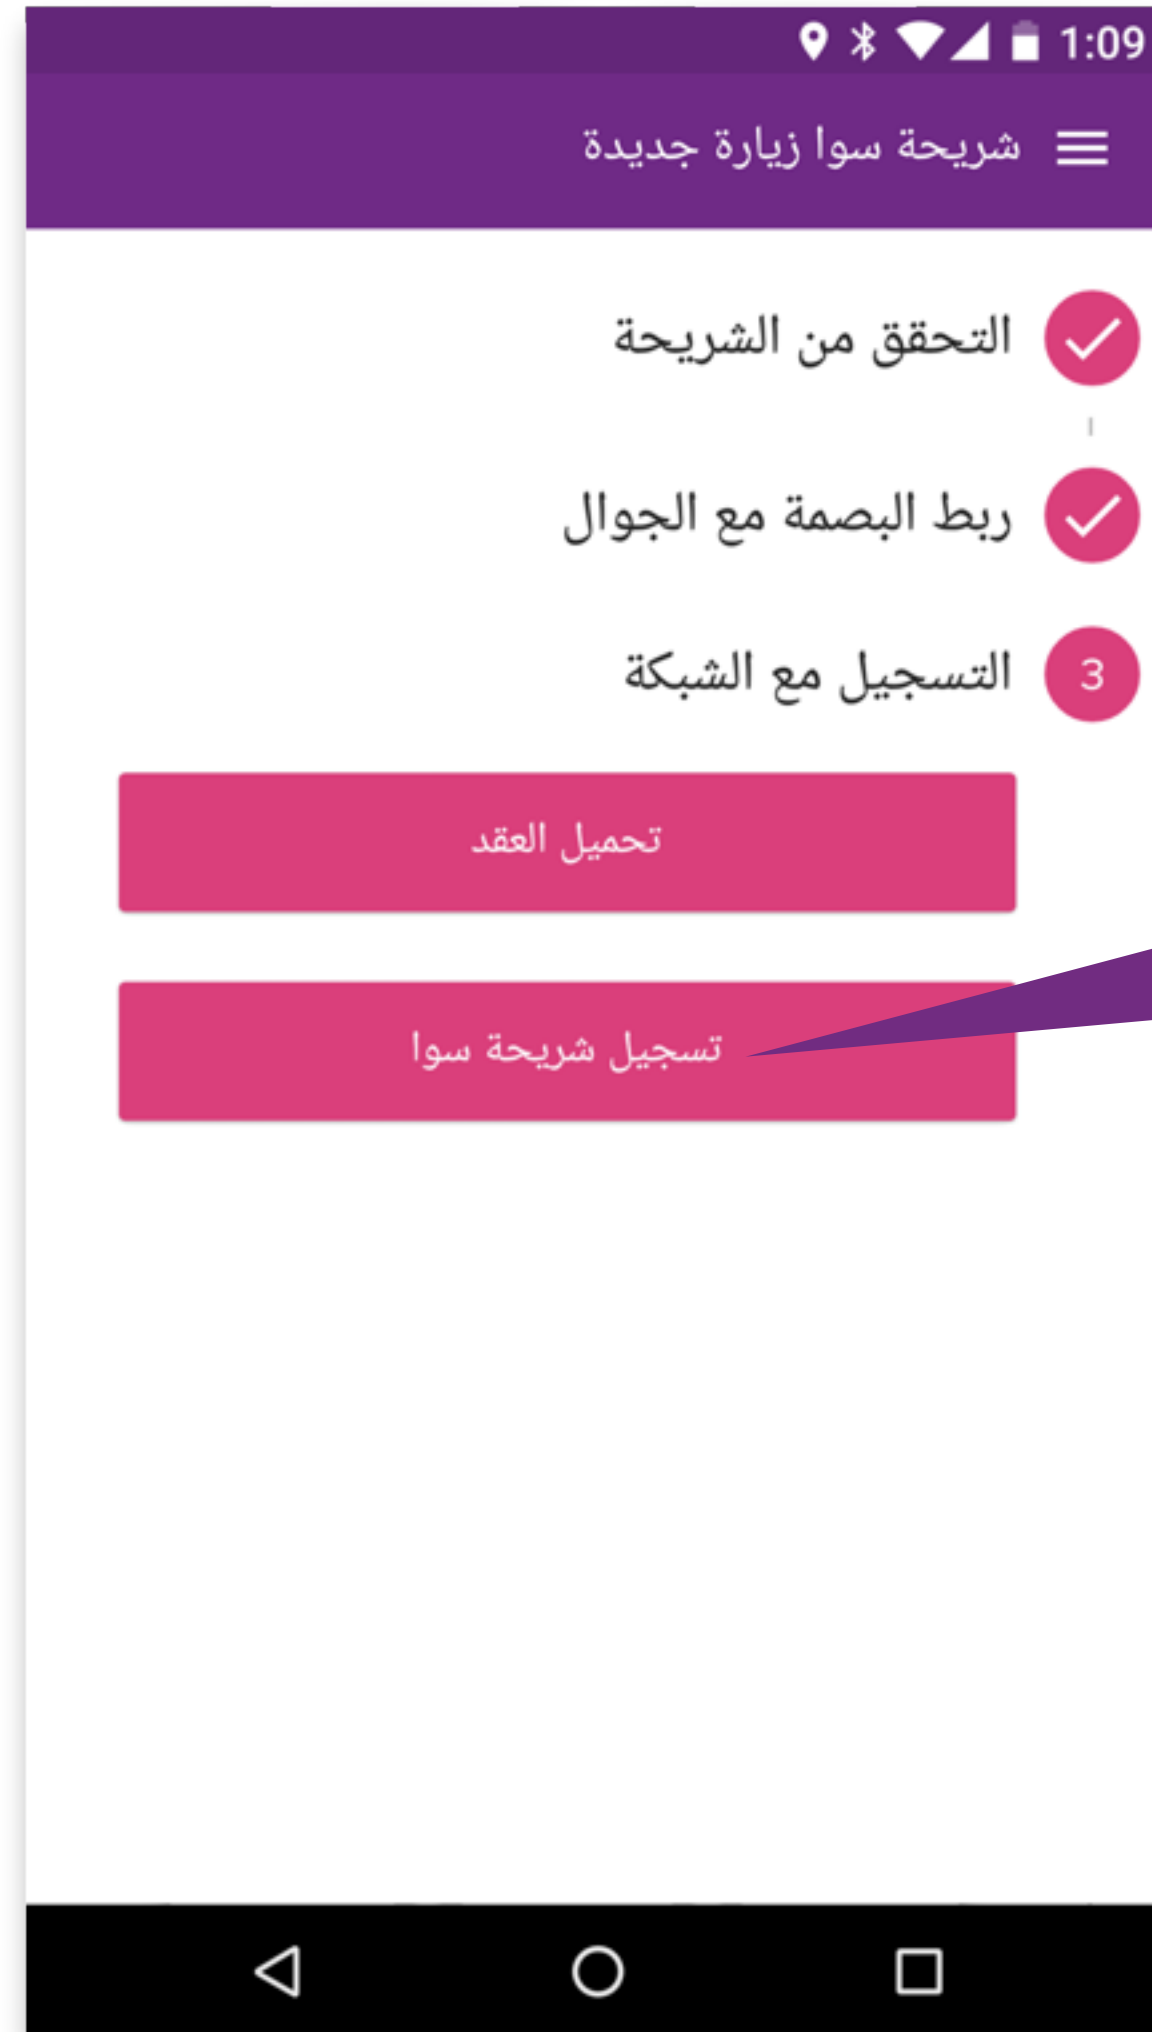 1:09
شريحة سوا زيارة جديدة
التحقق من الشريحة
ربط البصمة مع الجوال
3 التسجيل مع الشبكة
تحميل العقد
تسجيل شريحة سوا